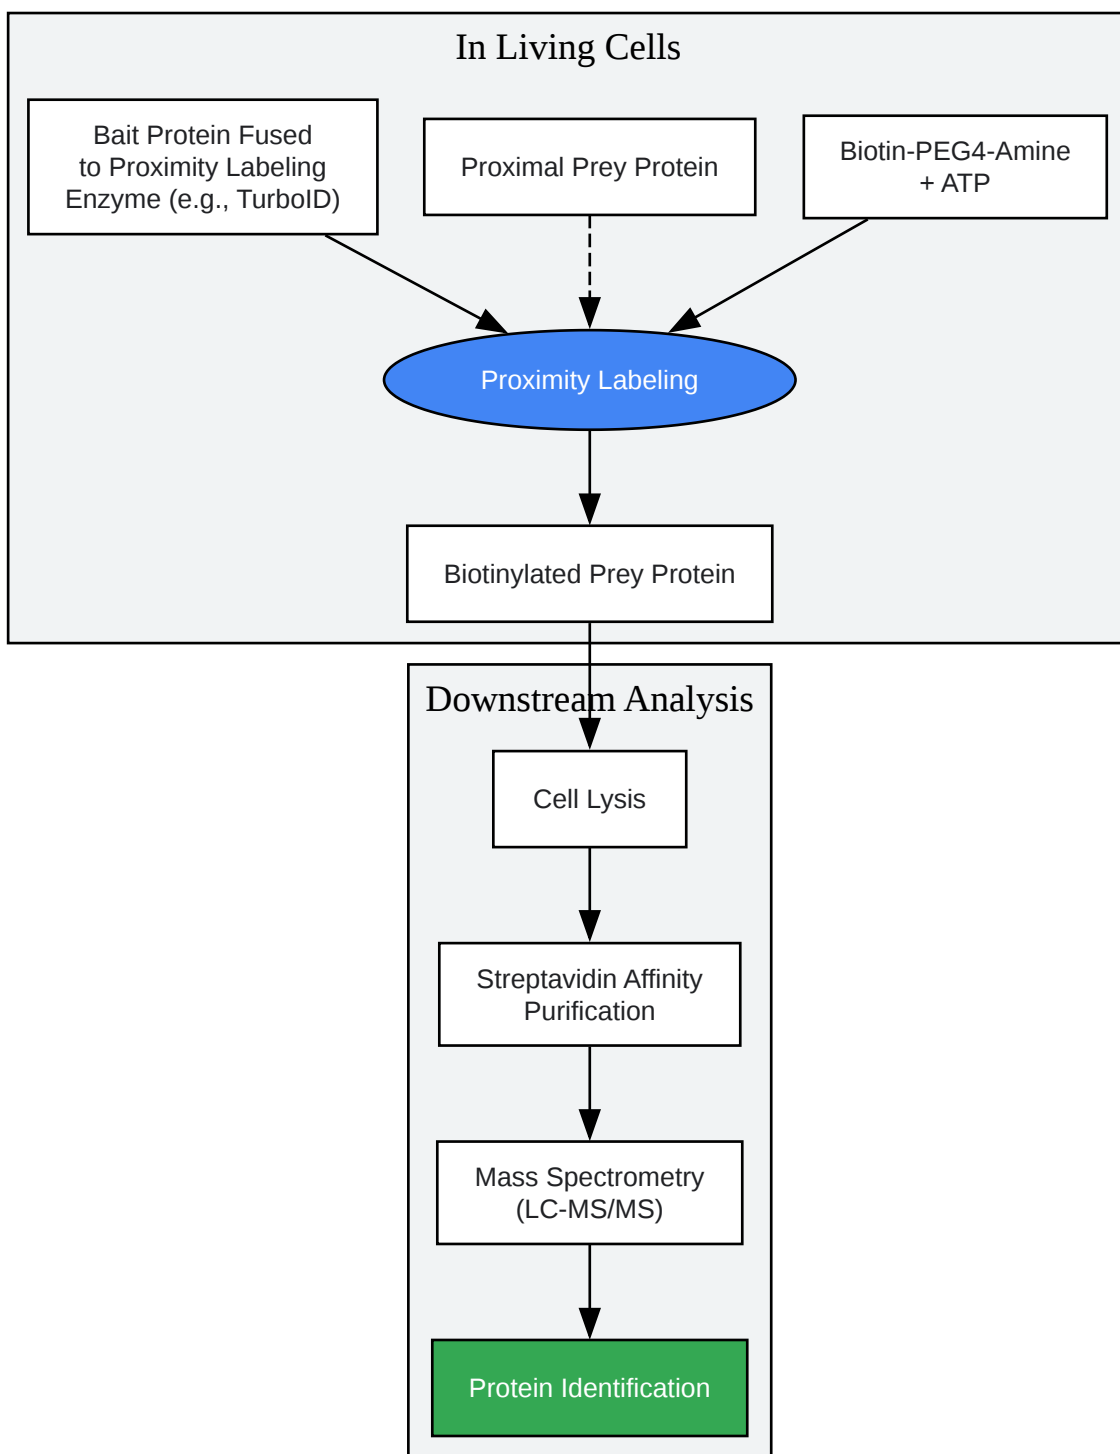 In Living Cells
Bait Protein Fused
to Proximity Labeling
Enzyme (e.g., TurboID)
Proximal Prey Protein
Biotin-PEG4-Amine
+ ATP
Proximity Labeling
Biotinylated Prey Protein
Downstream Analysis
Cell Lysis
Streptavidin Affinity
Purification
Mass Spectrometry
(LC-MS/MS)
Protein Identification